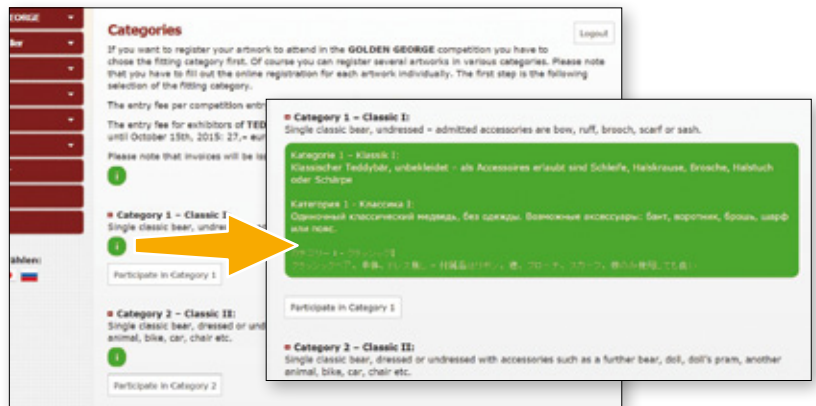 GEORGE
Categories
Logout
If you want to register your artwork to attend in the GOLDEN GEORGE competition you have to
chose the fitting category first. Of course you can register several artworks in various categories. Please note
that you have to fill out the online registration for each artwork individually. The first step is the following
selection of the fitting category.
The entry fee per competition entr
The entry fee for exhibitors of TED
until October 15th, 2015: 27,- eur
Please note that invoices will be iss
i
Category 1 - Classic I:
Single classic bear, undre
i
Participate in Category 1
Category 2 - Classic II:
Single classic bear, dressed or und
animal, bike, car, chair etc.
i
Participate in Category 2
ählen:
Category 1 - Classic I:
Single classic bear, undressed - admitted accessories are bow, ruff, brooch, scarf or sash.
Kategorie 1 - Klassik I:
Klassischer Teddybär, unbekleidet - als Accessoires erlaubt sind Schleife, Halskrause, Brosche, Halstuch
oder Schärpe
Категория 1 - Классика I:
Одиночный классический медведь, без одежды. Возможные аксессуары: бант, воротник, брошь, шарф
или пояс.
Participate in Category 1
Category 2 - Classic II:
Single classic bear, dressed or undressed with accessories such as a further bear, doll, doll's pram, another
animal, bike, car, chair etc.